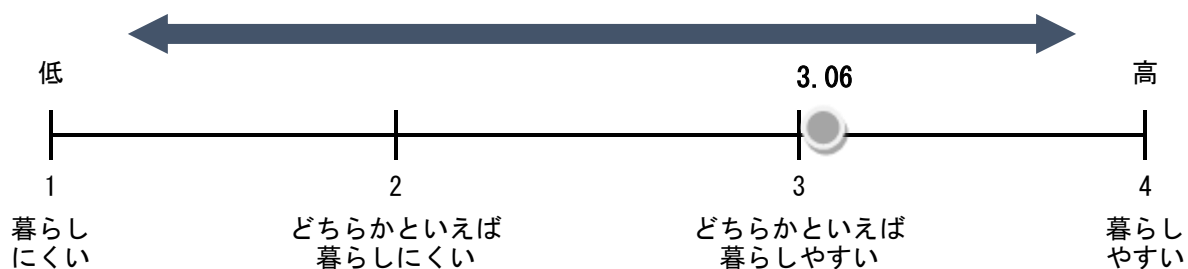 低
3.06
高
1
2
3
4
暮らし
にくい
どちらかといえば
暮らしにくい
どちらかといえば
暮らしやすい
暮らし
やすい